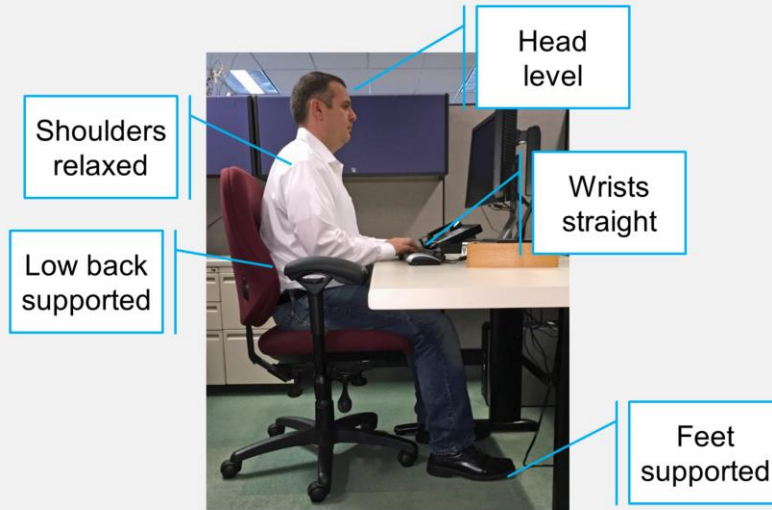 Head
level
Shoulders
relaxed
Wrists
straight
Low back
supported
Feet
supported